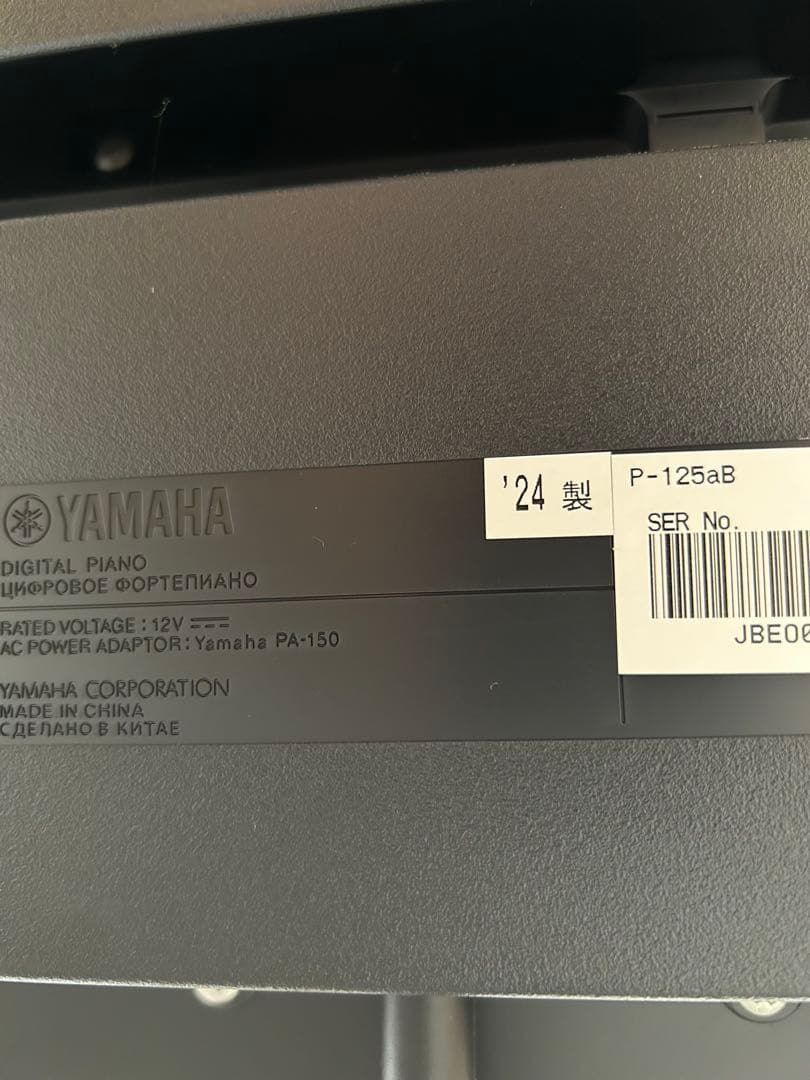 YAMAHA
DIGITAL PIANO
ЦИФРОВОЕ ФОРТЕПИАНО
RATED VOLTAGE : 12V
AC POWER ADAPTOR : Yamaha PA-150
YAMAHA CORPORATION
MADE IN CHINA
СДЕЛАНО В КИТАЕ
'24 製
P-125aB
SER No.
JBEO0